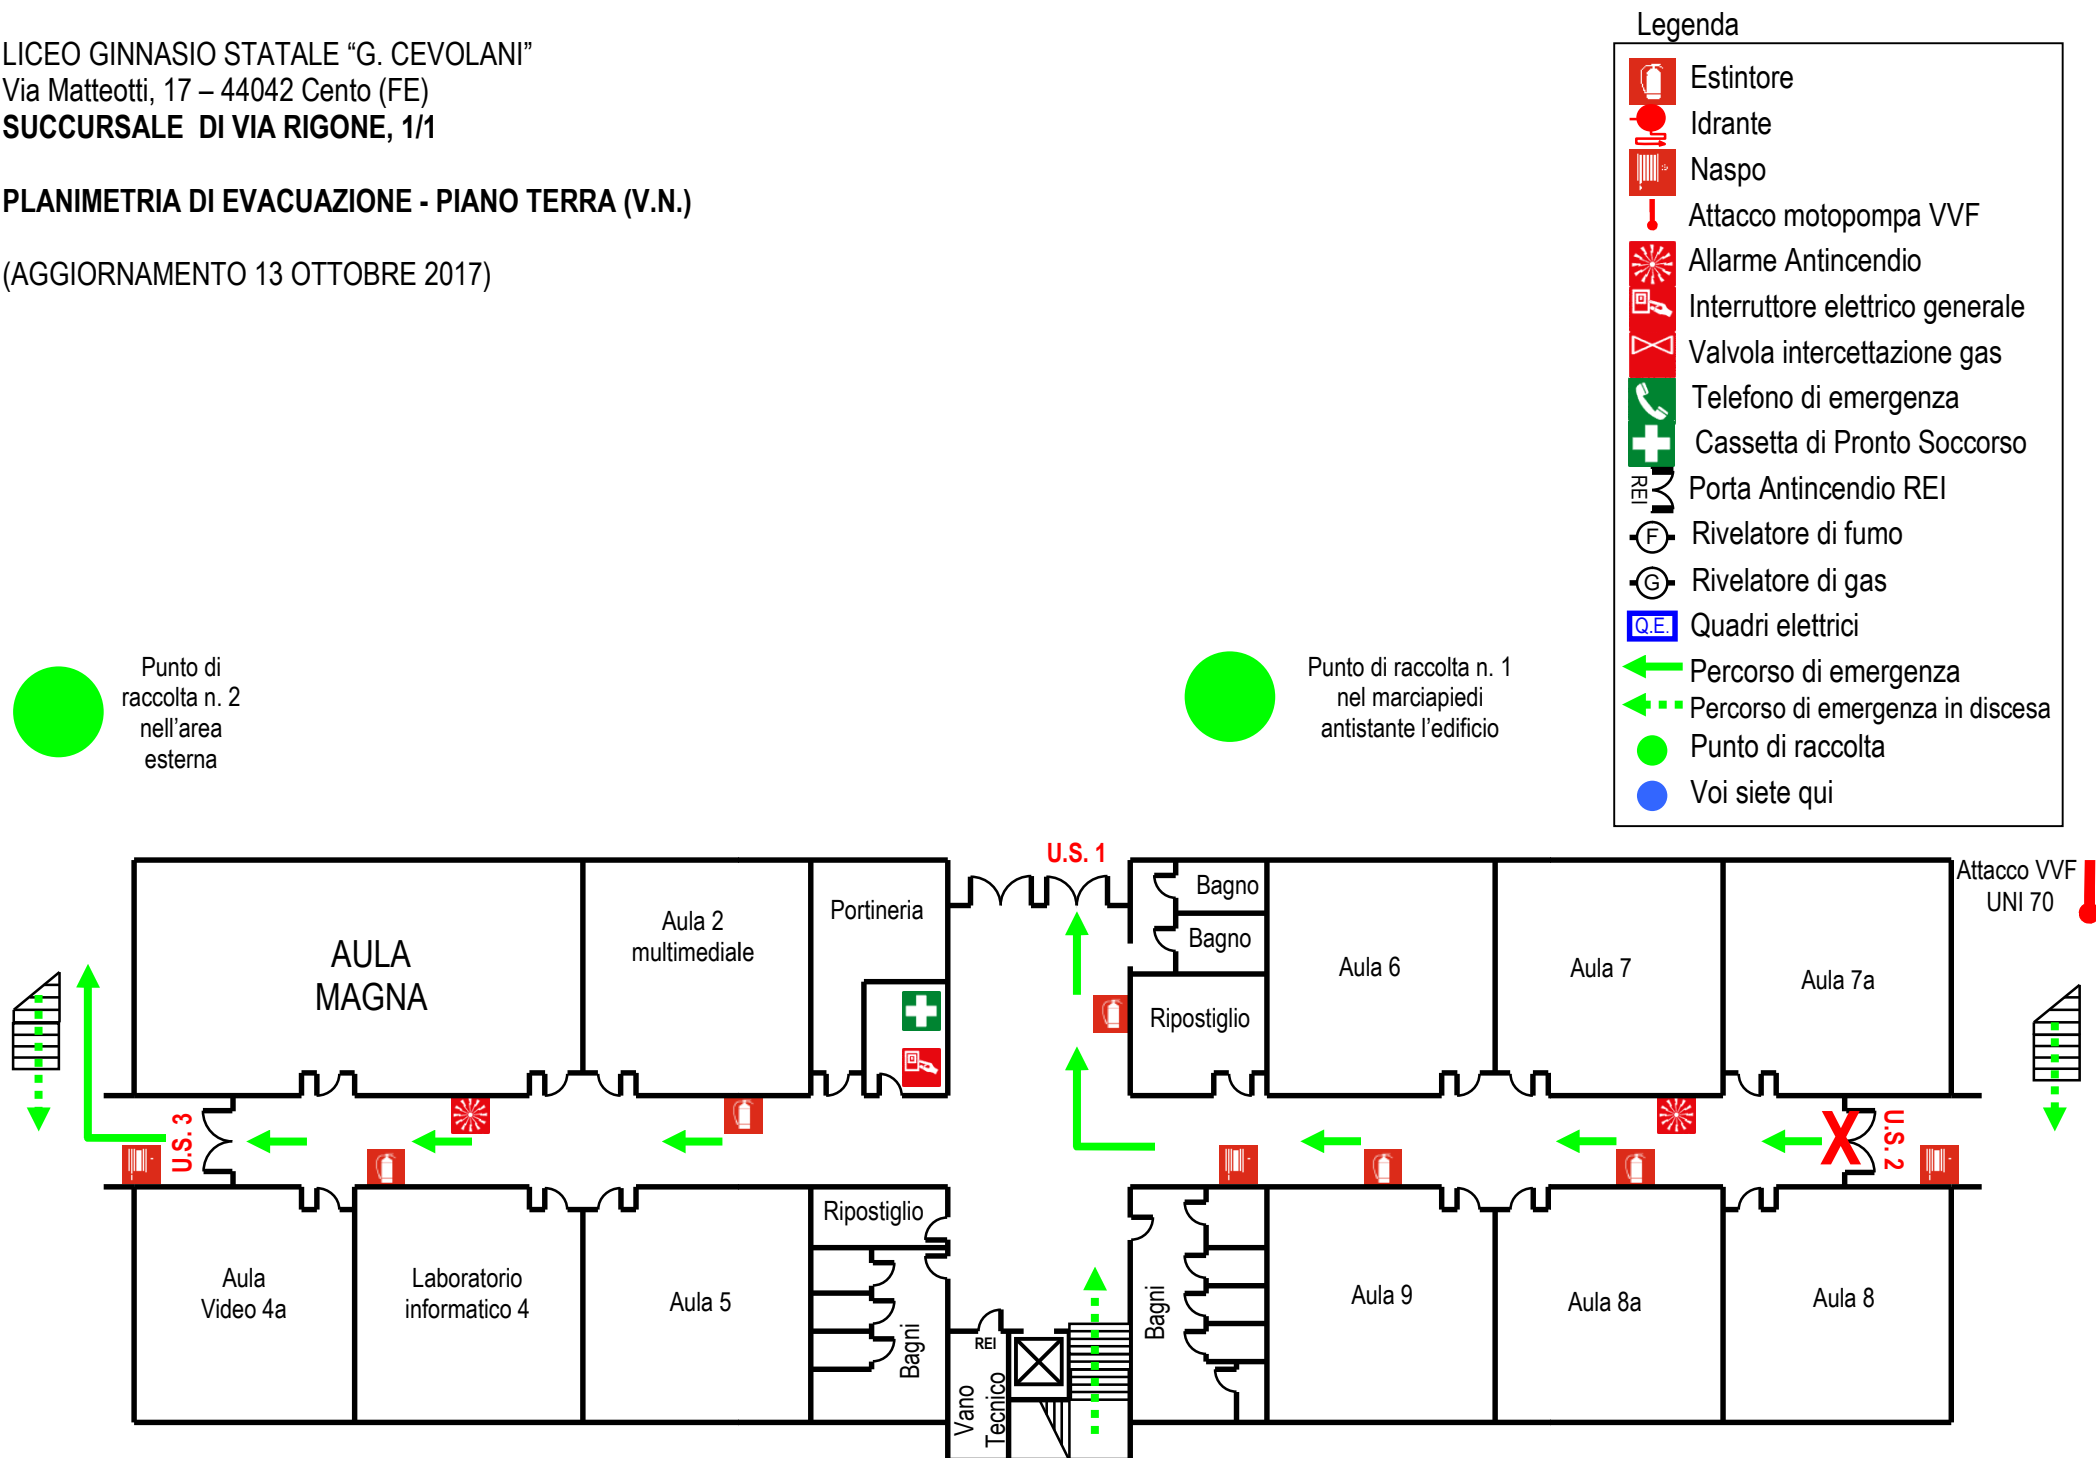 LICEO GINNASIO STATALE “G. CEVOLANI”
Via Matteotti, 17 – 44042 Cento (FE)
SUCCURSALE DI VIA RIGONE, 1/1
PLANIMETRIA DI EVACUAZIONE - PIANO TERRA (V.N.)
(AGGIORNAMENTO 13 OTTOBRE 2017)
Legenda
Estintore
Idrante
Naspo
Attacco motopompa VVF
Allarme Antincendio
Interruttore elettrico generale
Valvola intercettazione gas
Telefono di emergenza
Cassetta di Pronto Soccorso
REI
Porta Antincendio REI
F
Rivelatore di fumo
G
Rivelatore di gas
Q.E.
Quadri elettrici
Percorso di emergenza
Percorso di emergenza in discesa
Punto di raccolta
Voi siete qui
Punto di
raccolta n. 2
nell’area
esterna
Punto di raccolta n. 1
nel marciapiedi
antistante l’edificio
U.S. 1
Attacco VVF
UNI 70
AULA
MAGNA
Aula 2
multimediale
Portineria
Bagno
Bagno
Ripostiglio
Aula 6
Aula 7
Aula 7a
U.S. 3
X
U.S. 2
Aula
Video 4a
Laboratorio
informatico 4
Aula 5
Ripostiglio
Bagni
REI
Vano
Tecnico
Bagni
Aula 9
Aula 8a
Aula 8